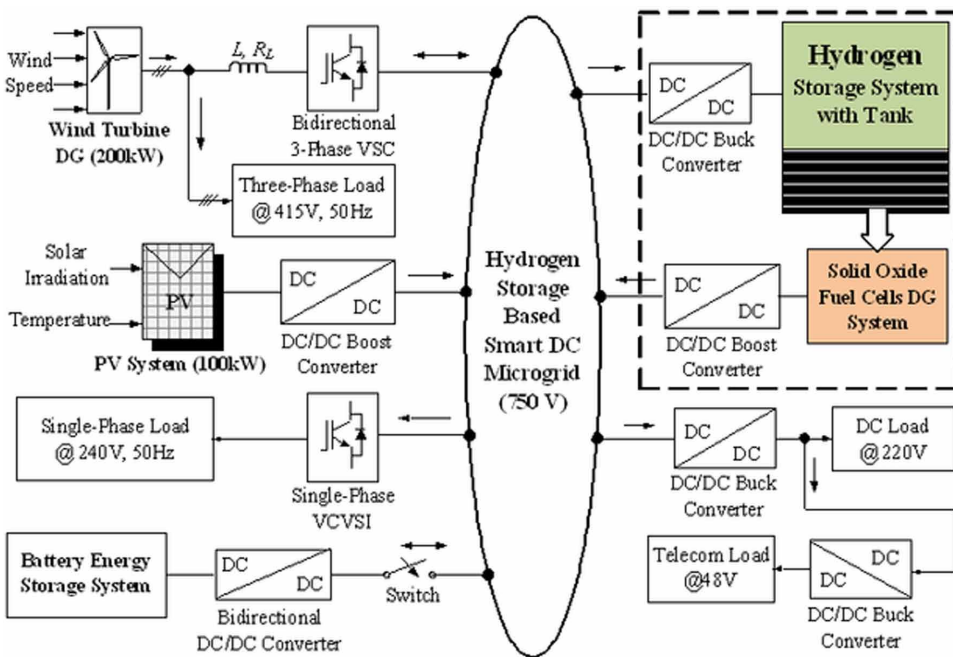 Wind
Speed
Wind Turbine
DG (200kW)
L, RL
Bidirectional
3-Phase VSC
Three-Phase Load
@ 415V, 50Hz
Solar
Irradiation
Temperature
PV
PV System (100kW)
DC
DC
DC/DC Boost
Converter
Single-Phase Load
@ 240V, 50Hz
Single-Phase
VCVSI
Battery Energy
Storage System
DC
DC
Bidirectional
DC/DC Converter
Switch
Hydrogen
Storage
Based
Smart DC
Microgrid
(750 V)
DC
DC
DC/DC Buck
Converter
Hydrogen
Storage System
with Tank
DC
DC
DC/DC Boost
Converter
Solid Oxide
Fuel Cells DG
System
DC
DC
DC/DC Buck
Converter
DC Load
@ 220V
Telecom Load
@48V
DC
DC
DC/DC Buck
Converter